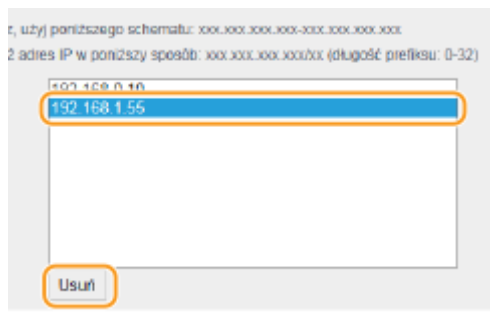 z, użyj poniższego schematu: xxx.xxx.xxx.xxx-xxx.xxx.xxx.xxx
ż adres IP w poniższy sposób: xxx.xxx.xxx.xxx/xx (długość prefiksu: 0-32)
192.168.0.10
192.168.1.55
Usuń